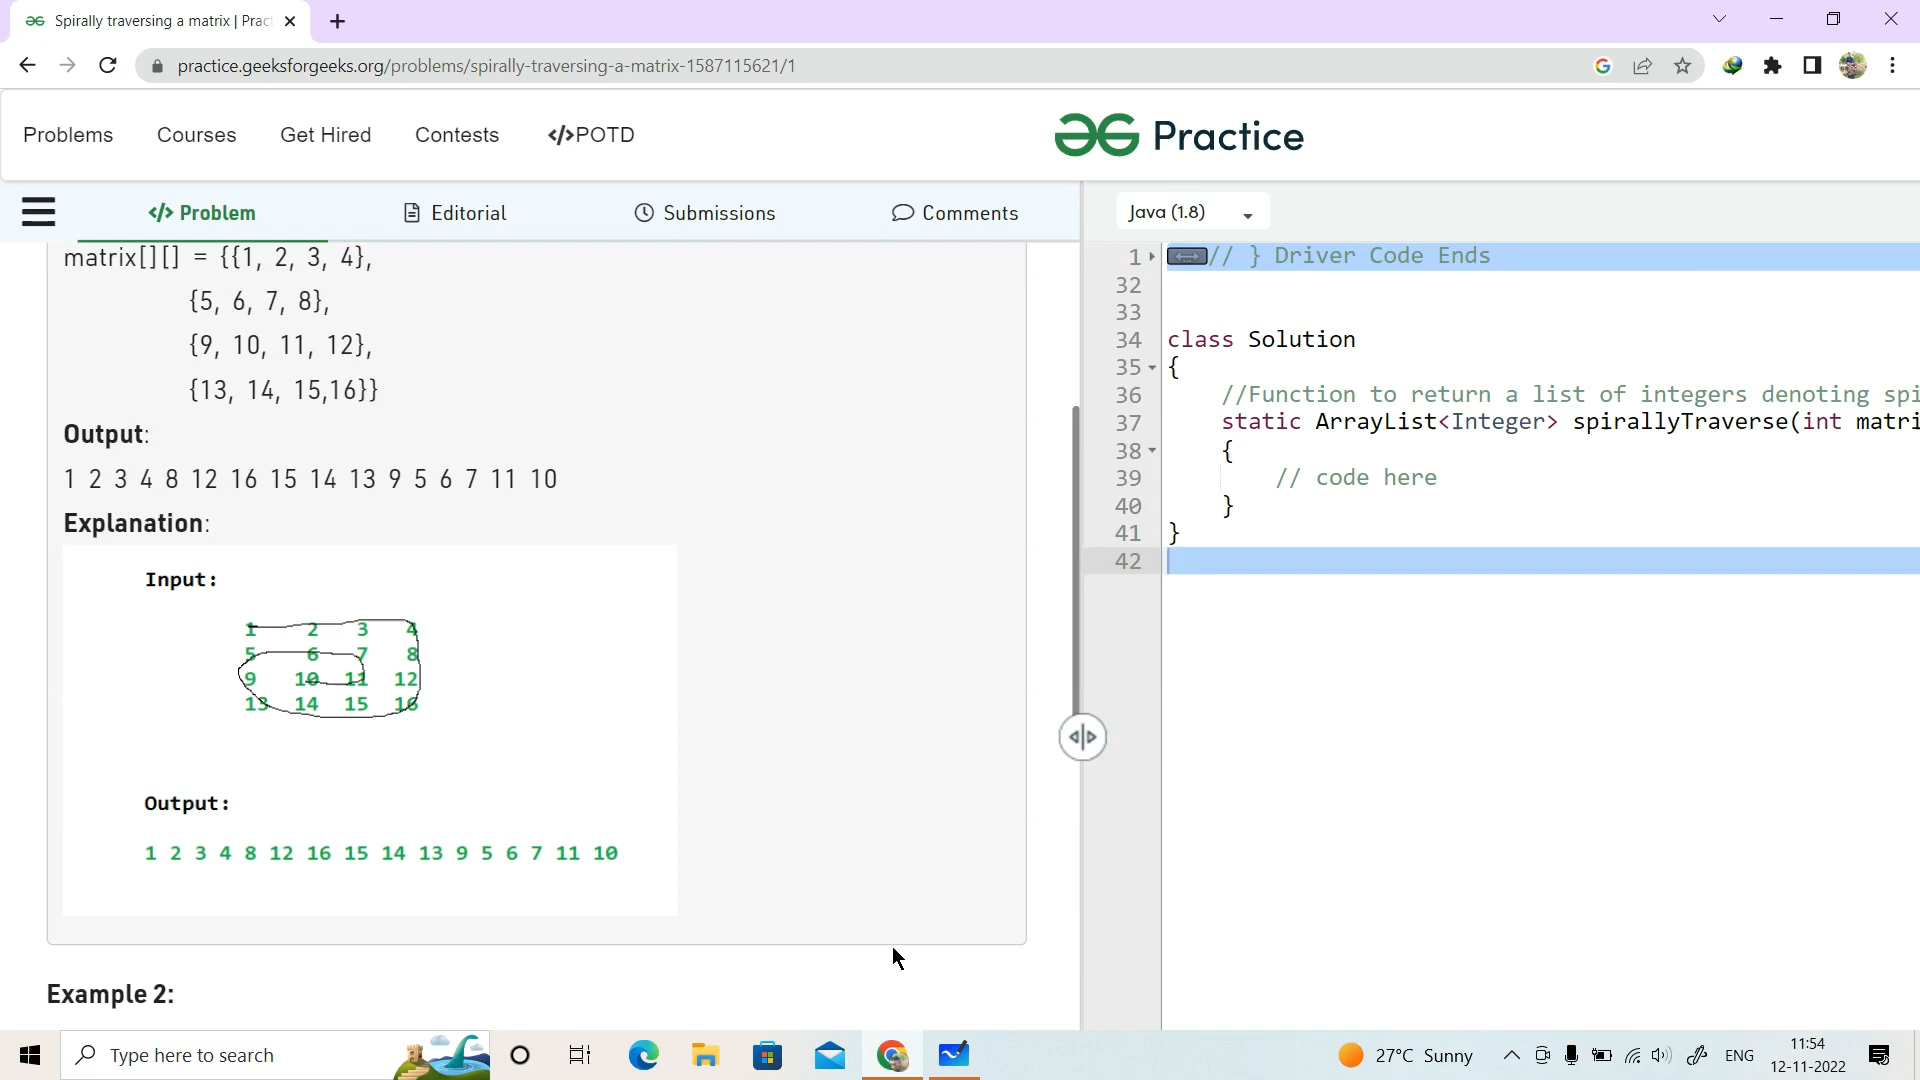 Spirally traversing a matrix | Prac
practice.geeksforgeeks.org/problems/spirally-traversing-a-matrix-1587115621/1
Problems Courses Get Hired Contests </>POTD Practice
</> Problem Editorial Submissions Comments Java (1.8)
matrix[][] = {{1, 2, 3, 4},
{5, 6, 7, 8},
{9, 10, 11, 12},
{13, 14, 15,16}}
Output:
1 2 3 4 8 12 16 15 14 13 9 5 6 7 11 10
Explanation:
Input:
1 2 3 4
5 6 7 8
9 10 11 12
13 14 15 16
Output:
1 2 3 4 8 12 16 15 14 13 9 5 6 7 11 10
Example 2:
1 // } Driver Code Ends
32
33
34 class Solution
35 {
36 //Function to return a list of integers denoting spi
37 static ArrayList<Integer> spirallyTraverse(int matri
38 {
39 // code here
40 }
41 }
42
Type here to search
27°C Sunny
ENG
11:54
12-11-2022